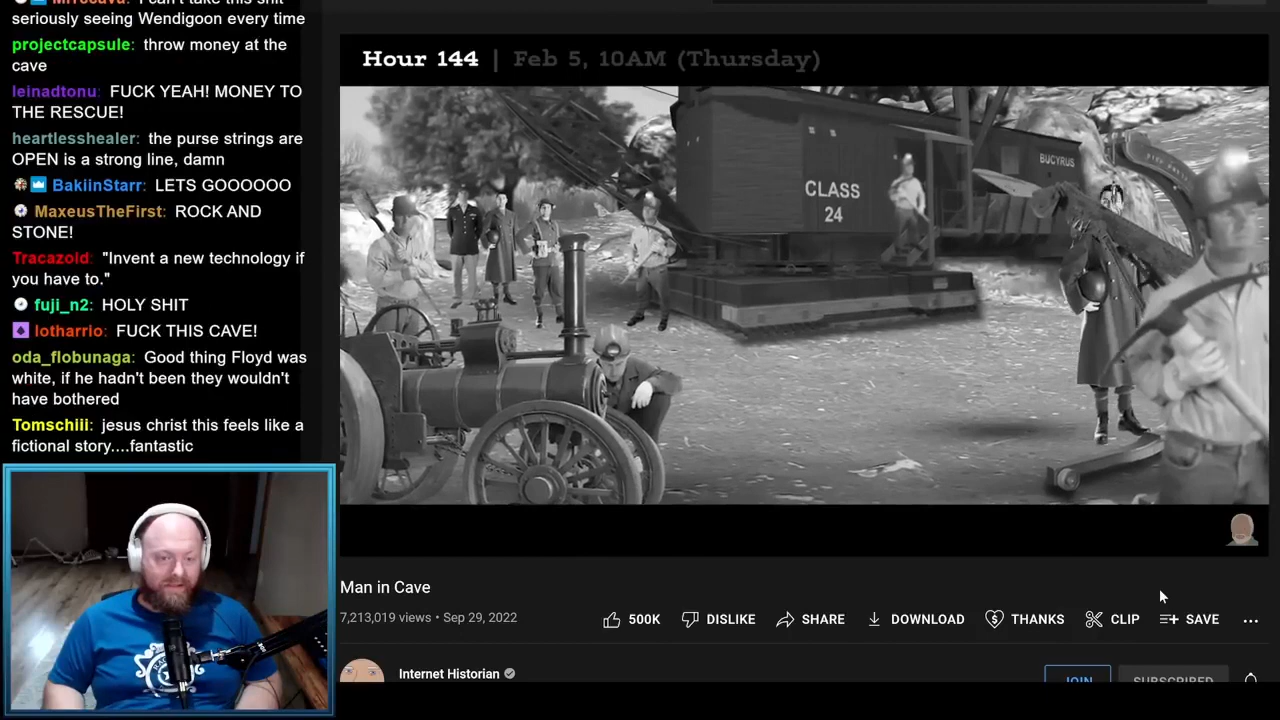 seriously seeing Wendigoon every time
projectcapsule: throw money at the
cave
leinadtonu: FUCK YEAH! MONEY TO
THE RESCUE!
heartlesshealer: the purse strings are
OPEN is a strong line, damn
BakiinStarr: LETS GOOOOOO
MaxeusTheFirst: ROCK AND
STONE!
Tracazoid: "Invent a new technology if
you have to."
fuji_n2: HOLY SHIT
lotharrio: FUCK THIS CAVE!
oda_flobunaga: Good thing Floyd was
white, if he hadn't been they wouldn't
have bothered
Tomschiii: jesus christ this feels like a
fictional story....fantastic
Hour 144 | Feb 5, 10AM (Thursday)
CLASS
24
BUCYRUS
Man in Cave
7,213,019 views • Sep 29, 2022
500K
DISLIKE
SHARE
DOWNLOAD
THANKS
CLIP
SAVE
Internet Historian
JOIN
SUBSCRIBED